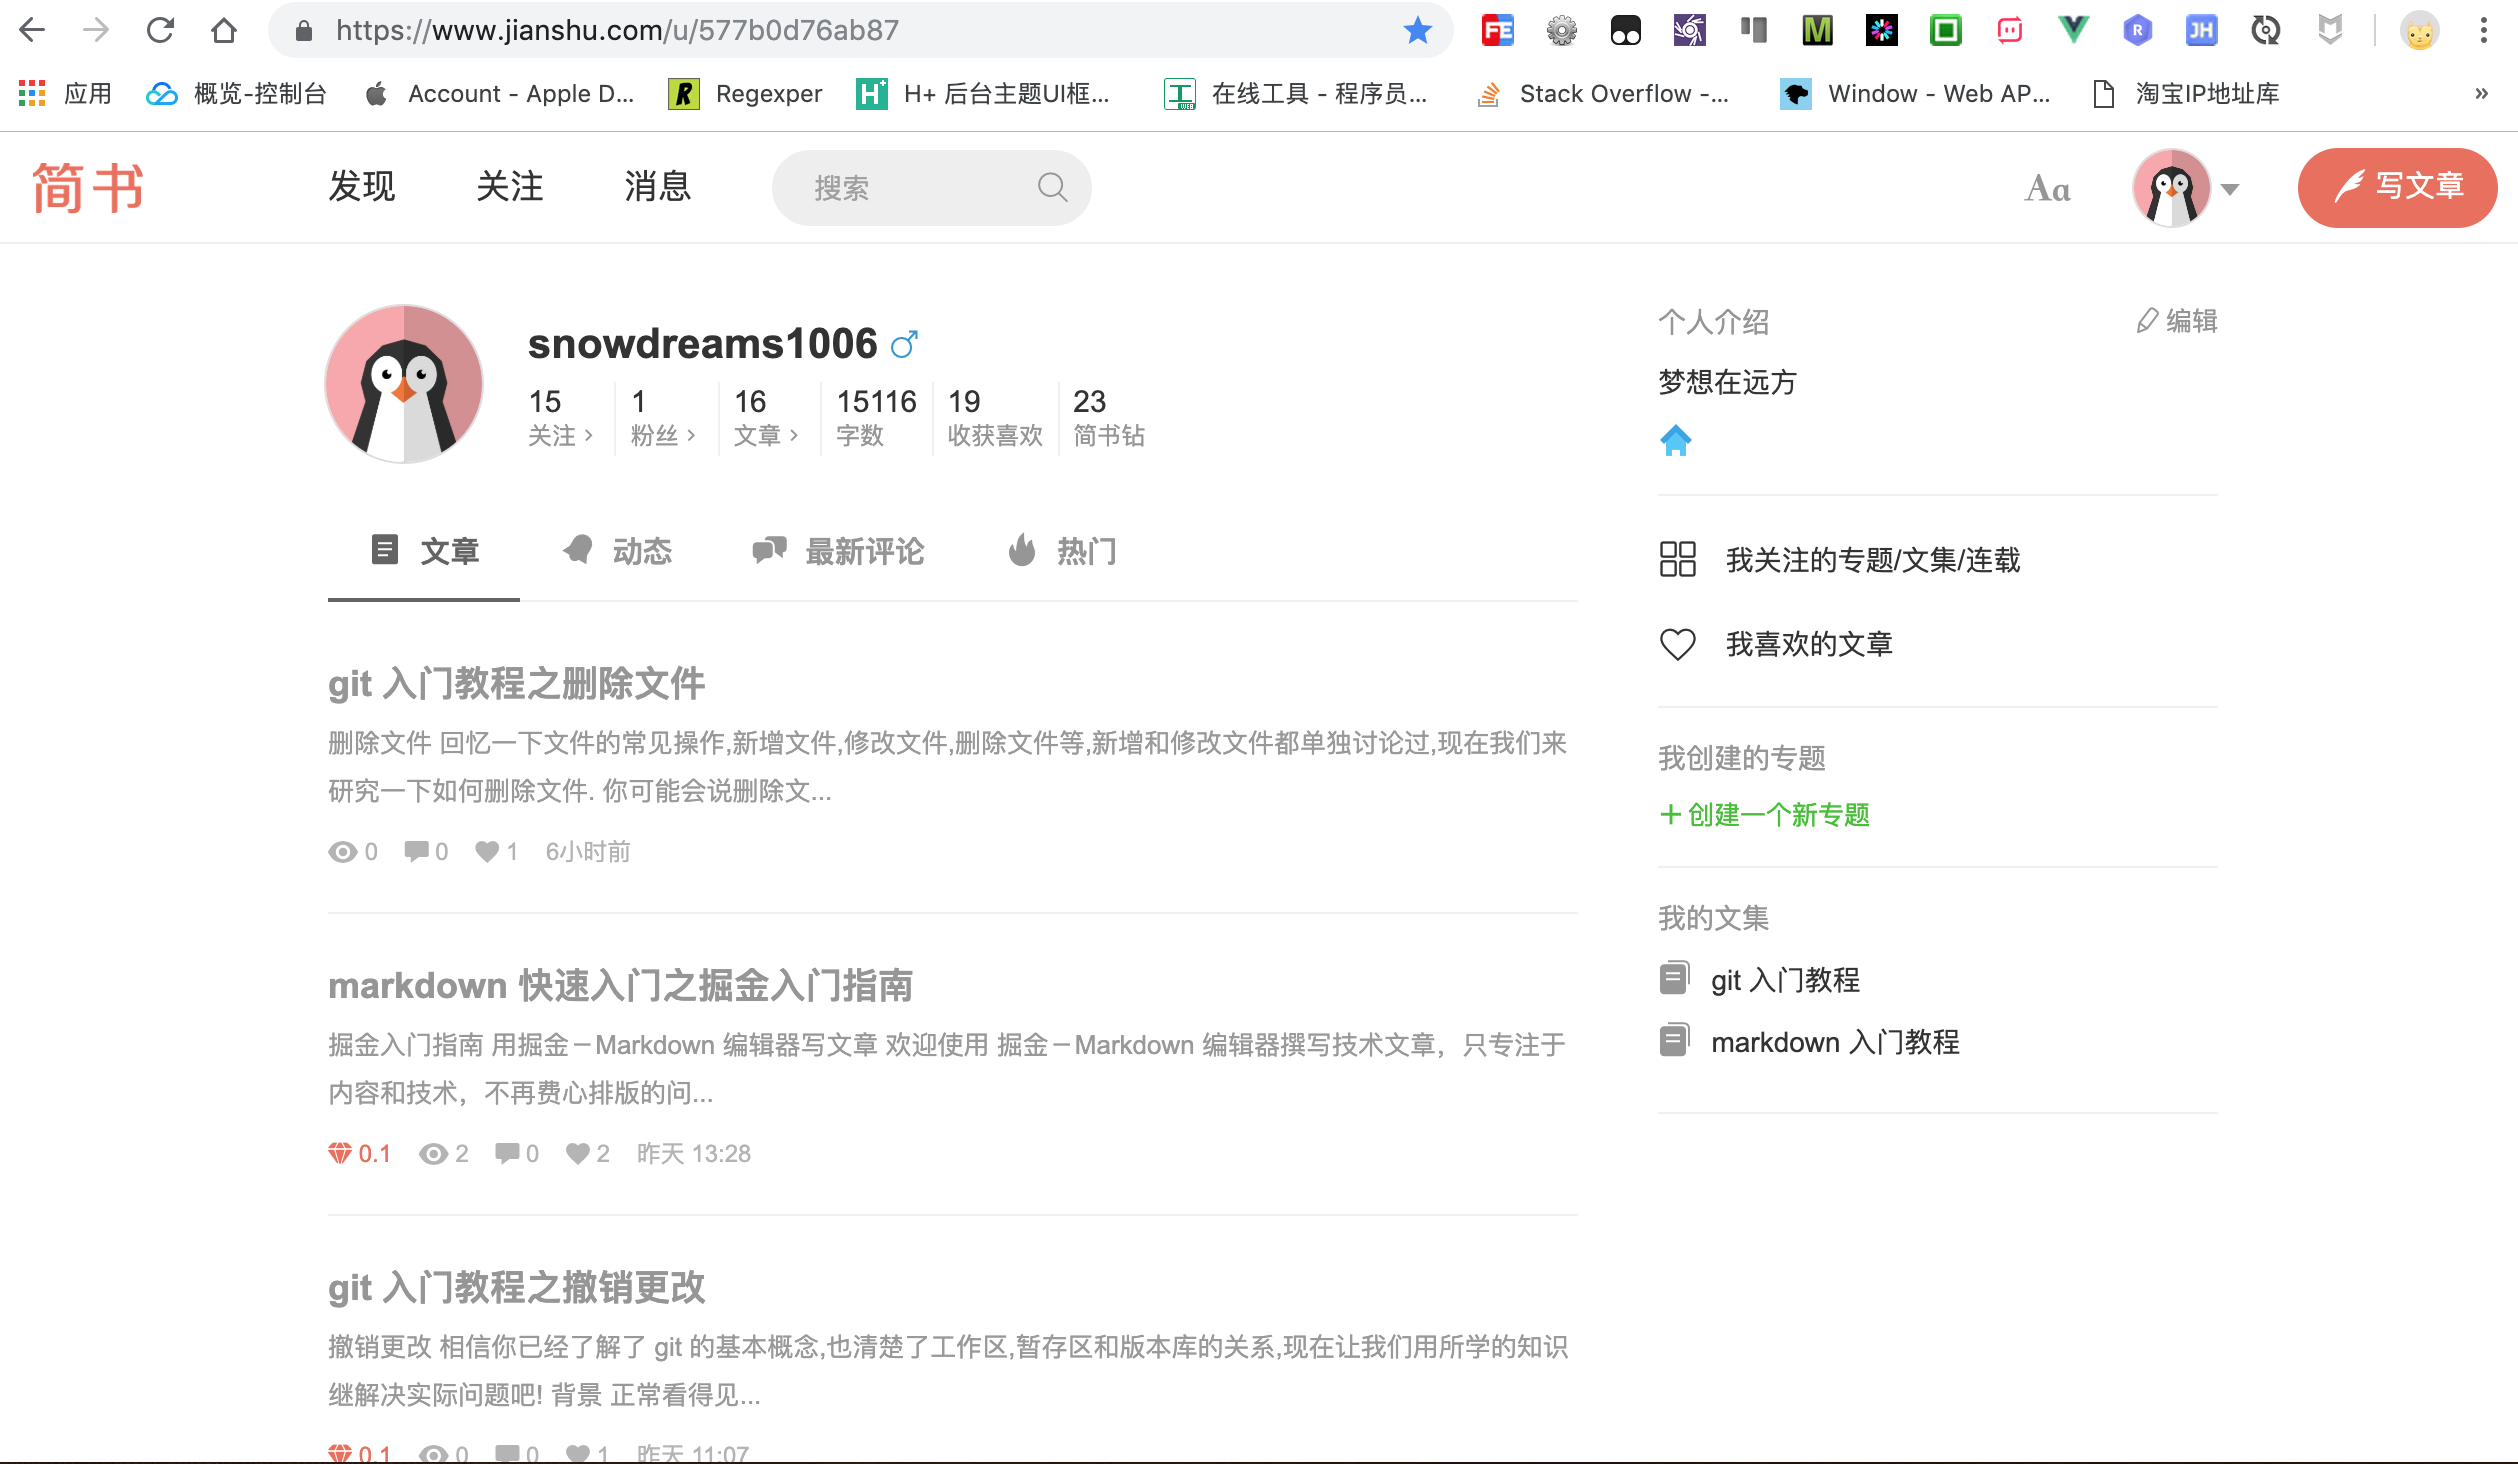 https://www.jianshu.com/u/577b0d76ab87
应用 概览-控制台 Account - Apple D... Regexper H+ 后台主题UI框... 在线工具 - 程序员... Stack Overflow -... Window - Web AP... 淘宝IP地址库 »
简书 发现 关注 消息 搜索 Aa 写文章
snowdreams1006
15 1 16 15116 19 23
关注 粉丝 文章 字数 收获喜欢 简书钻
文章 动态 最新评论 热门
git 入门教程之删除文件
删除文件 回忆一下文件的常见操作,新增文件,修改文件,删除文件等,新增和修改文件都单独讨论过,现在我们来
研究一下如何删除文件. 你可能会说删除文...
0 0 1 6小时前
markdown 快速入门之掘金入门指南
掘金入门指南 用掘金－Markdown 编辑器写文章 欢迎使用 掘金－Markdown 编辑器撰写技术文章，只专注于
内容和技术，不再费心排版的问...
0.1 2 0 2 昨天 13:28
git 入门教程之撤销更改
撤销更改 相信你已经了解了 git 的基本概念,也清楚了工作区,暂存区和版本库的关系,现在让我们用所学的知识
继解决实际问题吧! 背景 正常看得见...
0.1 0 0 1 昨天 11:07
个人介绍 编辑
梦想在远方
我关注的专题/文集/连载
我喜欢的文章
我创建的专题
+ 创建一个新专题
我的文集
git 入门教程
markdown 入门教程